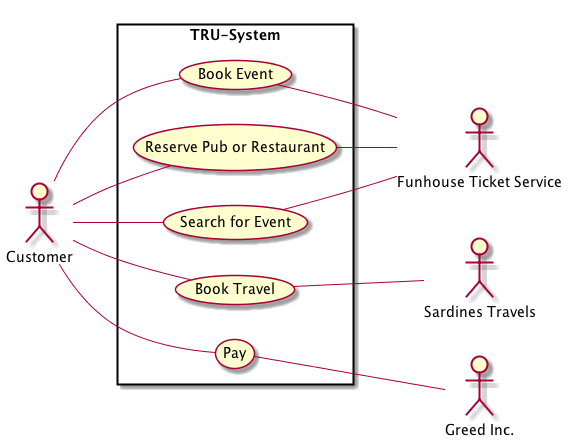 TRU-System
Book Event
Reserve Pub or Restaurant
Funhouse Ticket Service
Search for Event
Customer
Book Travel
Sardines Travels
Pay
Greed Inc.